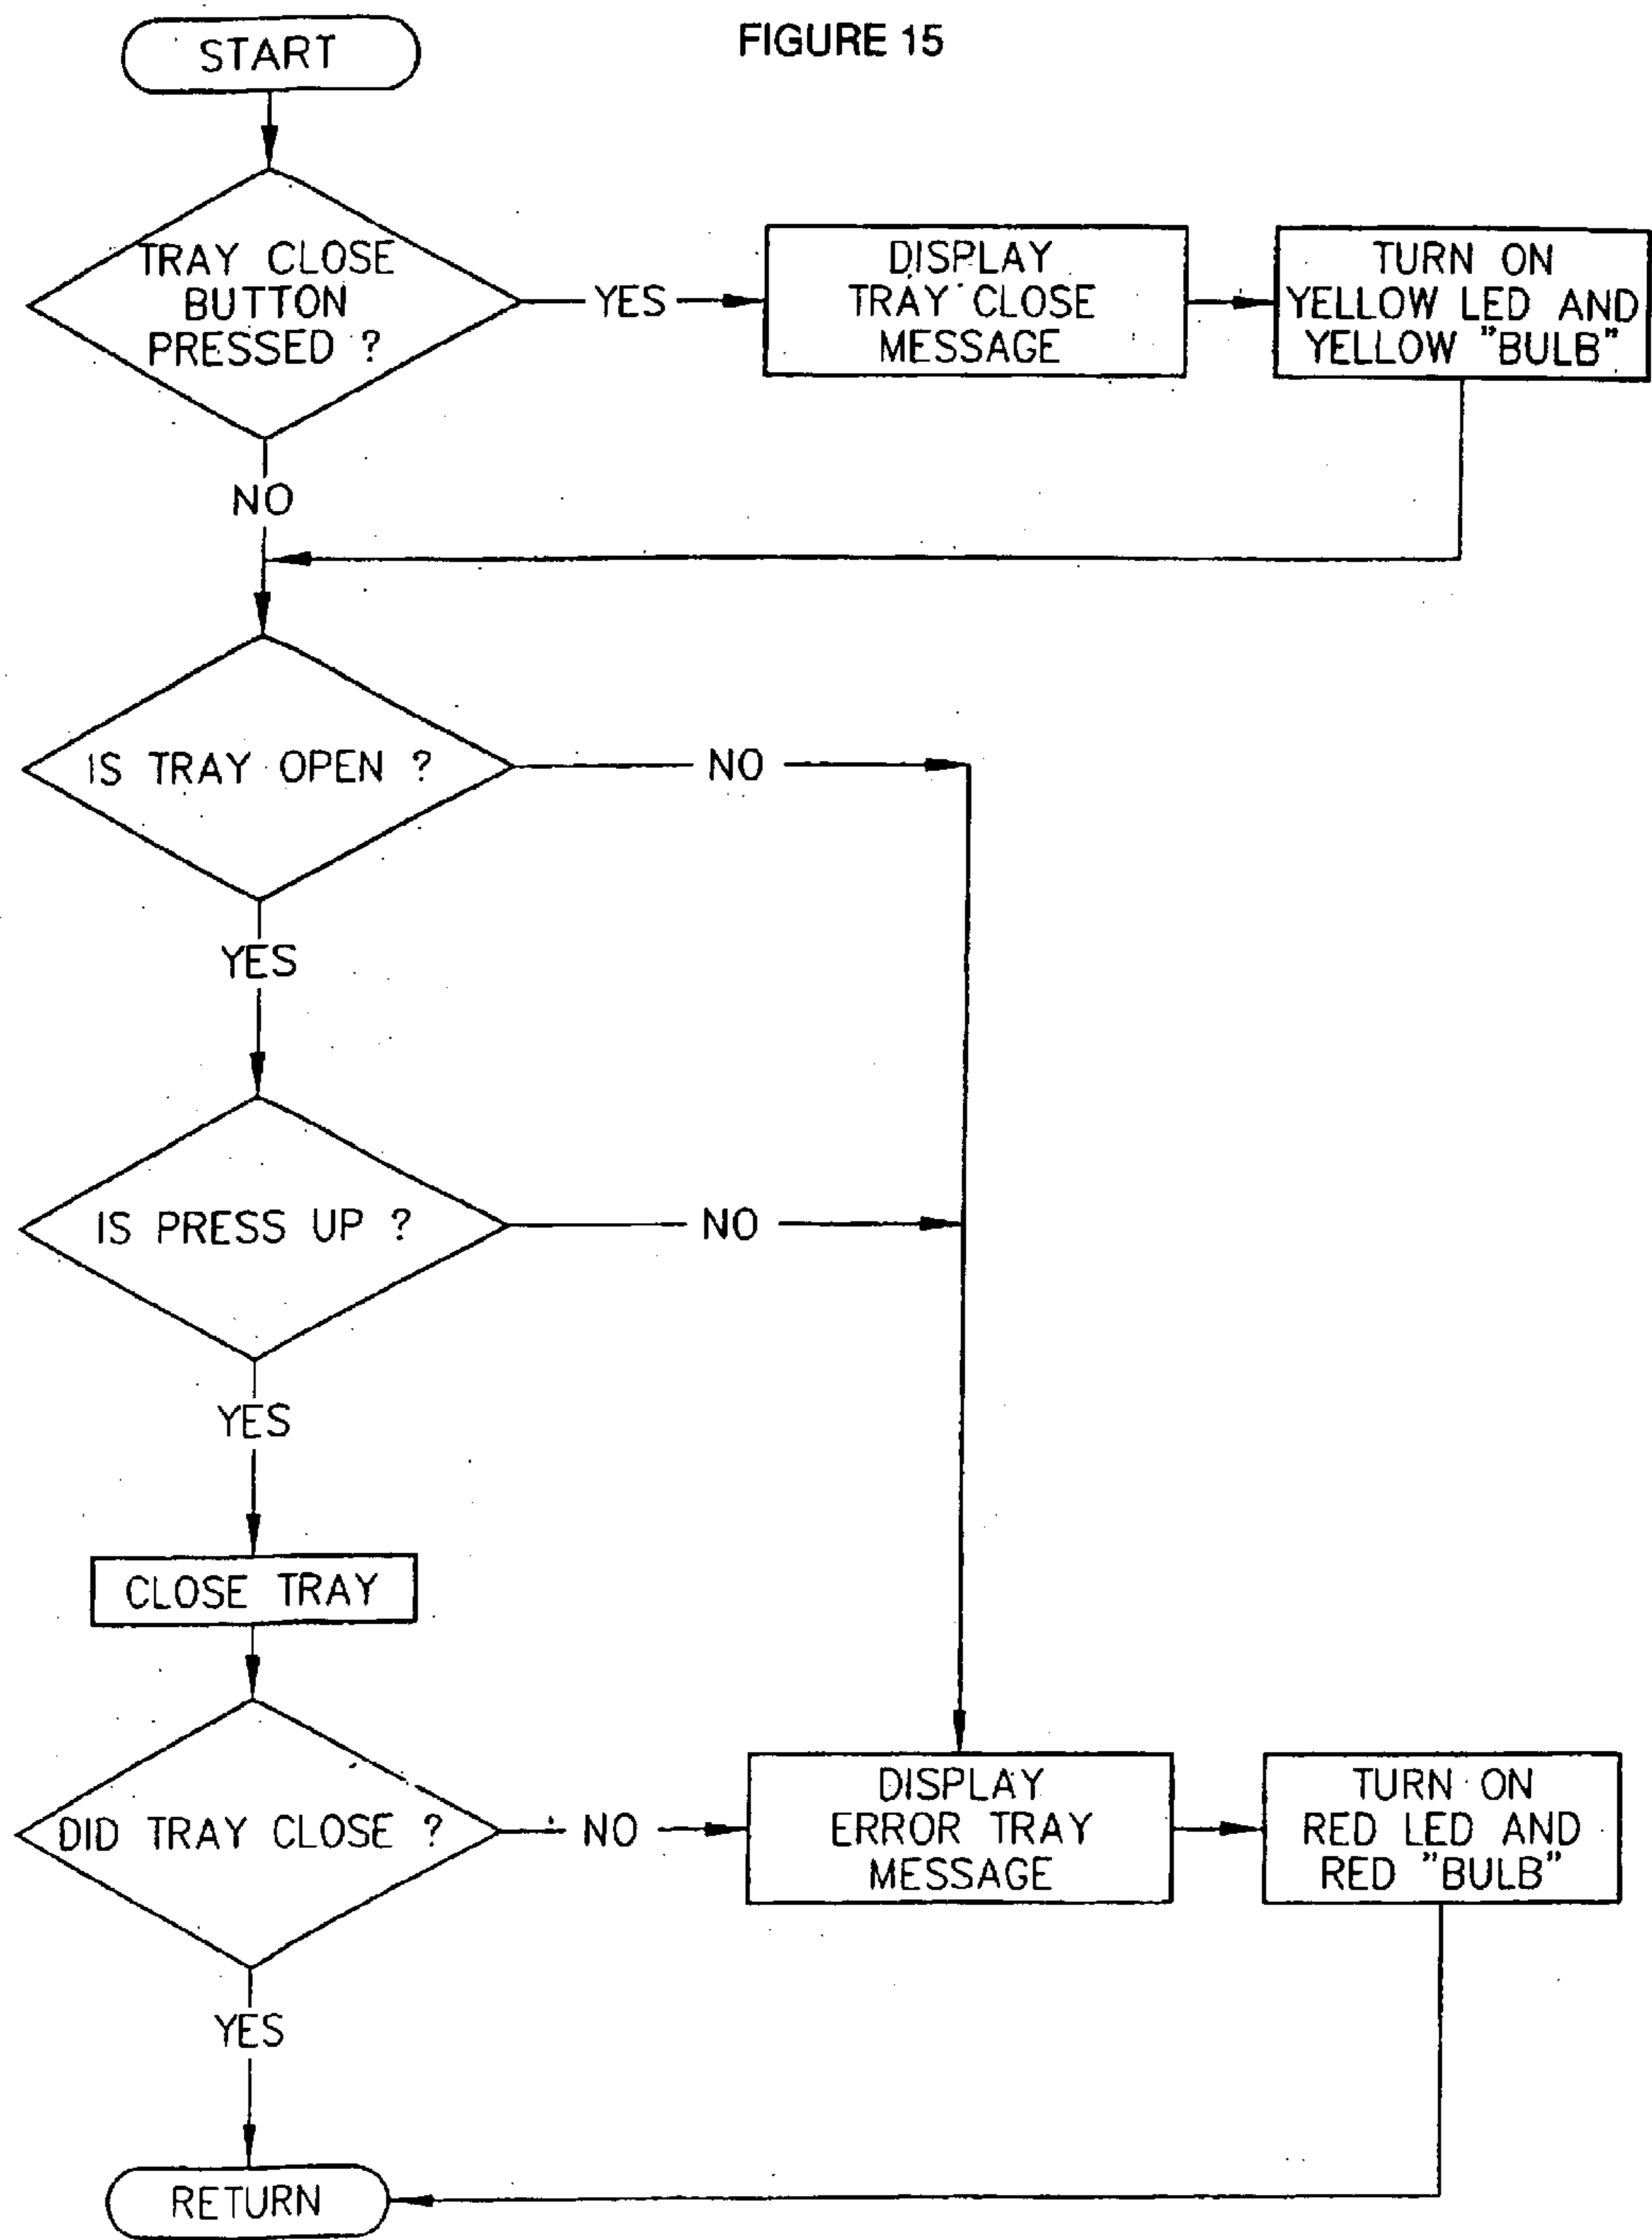 FIGURE 15
START
TRAY CLOSE
BUTTON
PRESSED ?
YES
DISPLAY
TRAY CLOSE
MESSAGE
TURN ON
YELLOW LED AND
YELLOW "BULB"
NO
IS TRAY OPEN ?
NO
YES
IS PRESS UP ?
NO
YES
CLOSE TRAY
DID TRAY CLOSE ?
NO
DISPLAY
ERROR TRAY
MESSAGE
TURN ON
RED LED AND
RED "BULB"
YES
RETURN